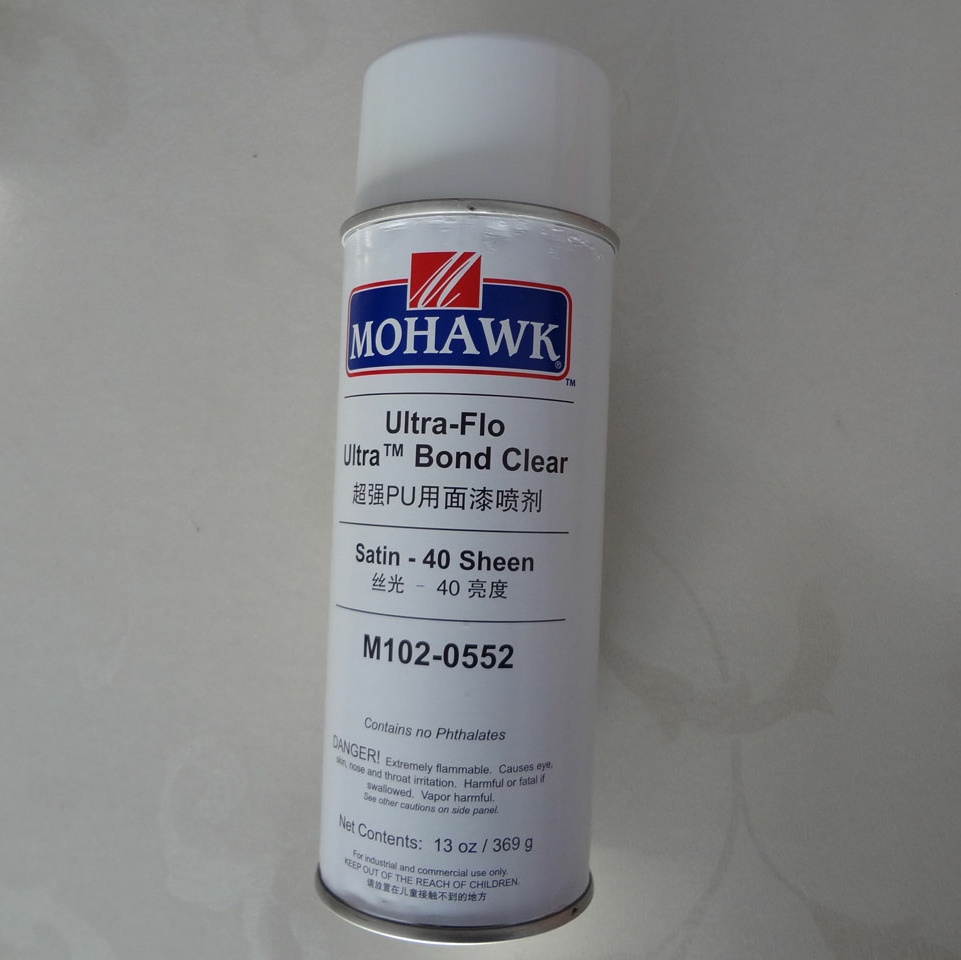 M
MOHAWK®
TM
Ultra-Flo
Ultra™ Bond Clear
超强PU用面漆喷剂
Satin - 40 Sheen
丝光 - 40 亮度
M102-0552
Contains no Phthalates
DANGER! Extremely flammable. Causes eye,
skin, nose and throat irritation. Harmful or fatal if
swallowed. Vapor harmful.
See other cautions on side panel.
Net Contents: 13 oz / 369 g
For industrial and commercial use only.
KEEP OUT OF THE REACH OF CHILDREN.
请放置在儿童接触不到的地方